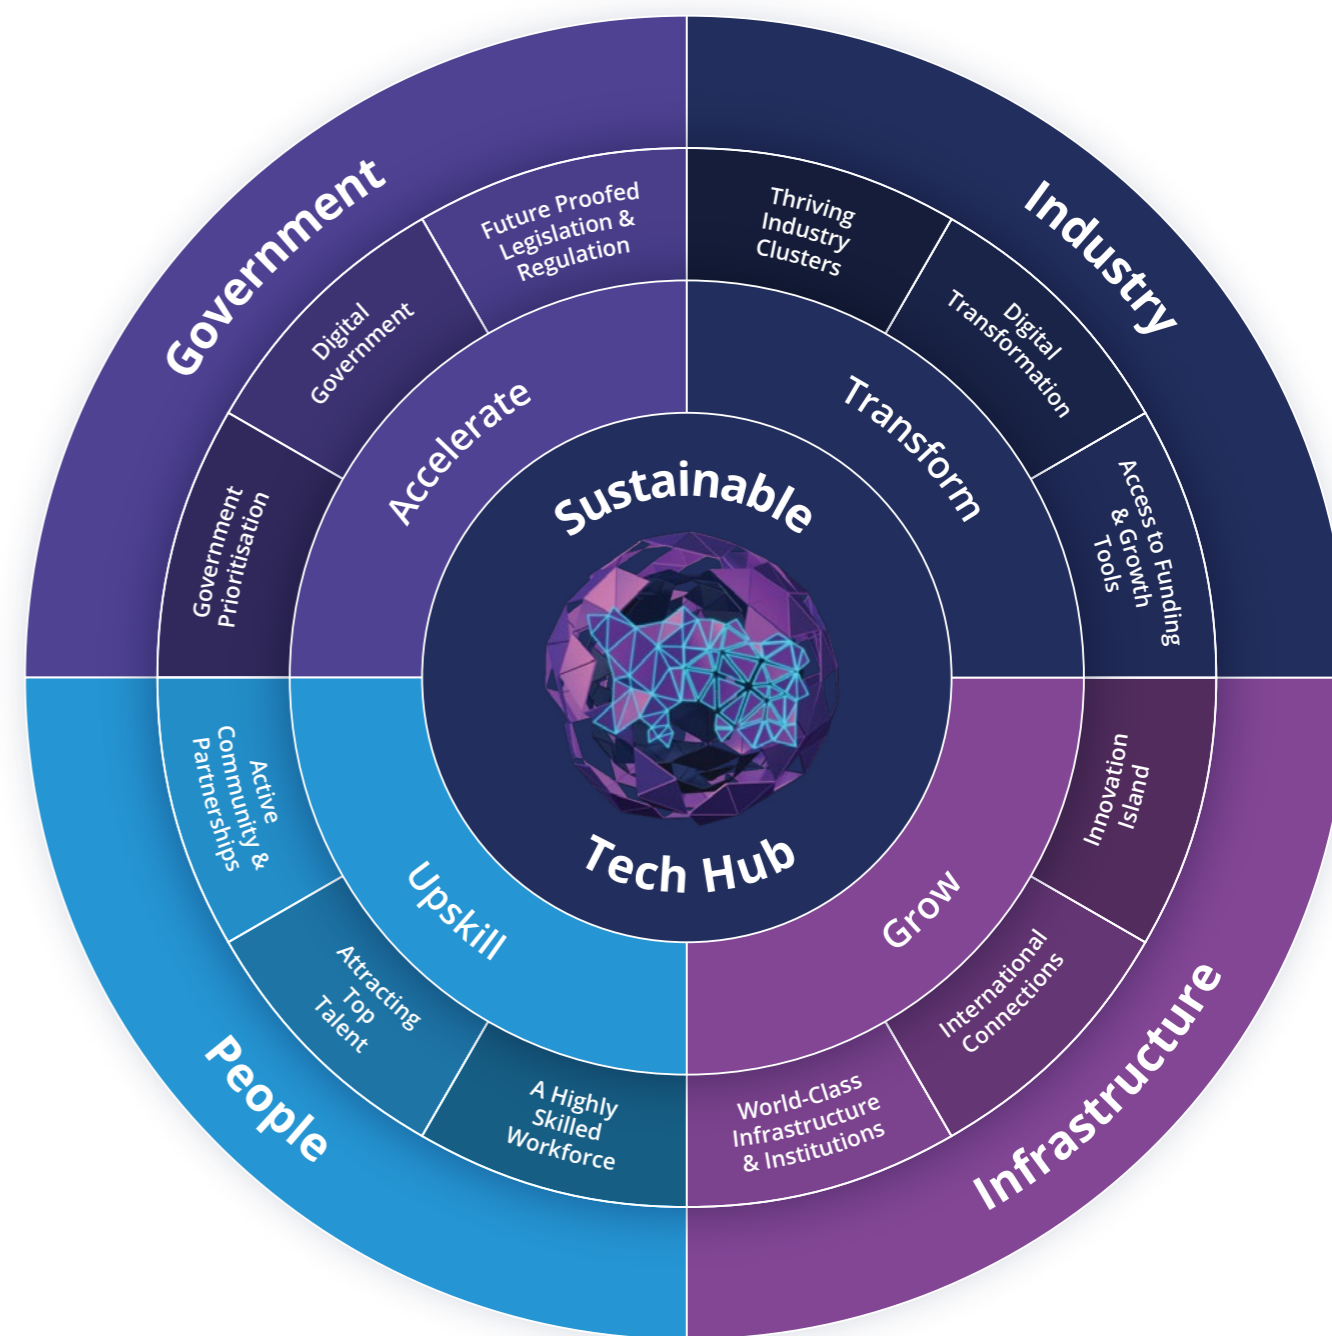 Government
Future Proofed
Legislation &
Regulation
Digital
Government
Government
Prioritisation
Accelerate
Industry
Thriving
Industry
Clusters
Digital
Transformation
Access to Funding
& Growth
Tools
Transform
Sustainable
Tech Hub
Active
Community &
Partnerships
Attracting
Top
Talent
A Highly
Skilled
Workforce
Upskill
People
Innovation
Island
International
Connections
World-Class
Infrastructure
& Institutions
Grow
Infrastructure